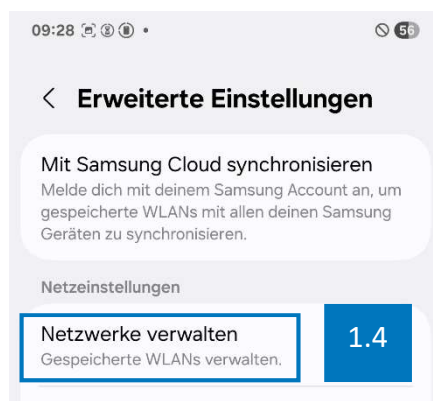 09:28
56
Erweiterte Einstellungen
Mit Samsung Cloud synchronisieren
Melde dich mit deinem Samsung Account an, um
gespeicherte WLANs mit allen deinen Samsung
Geräten zu synchronisieren.
Netzeinstellungen
Netzwerke verwalten
1.4
Gespeicherte WLANs verwalten.